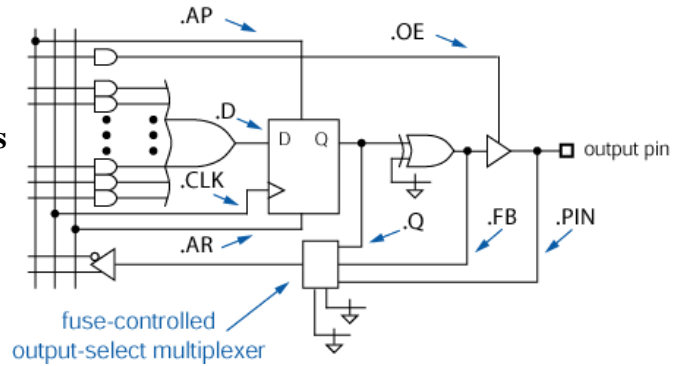 .AP
.OE
.D
s
D Q
output pin
.CLK
.Q
.FB
.PIN
.AR
fuse-controlled
output-select multiplexer